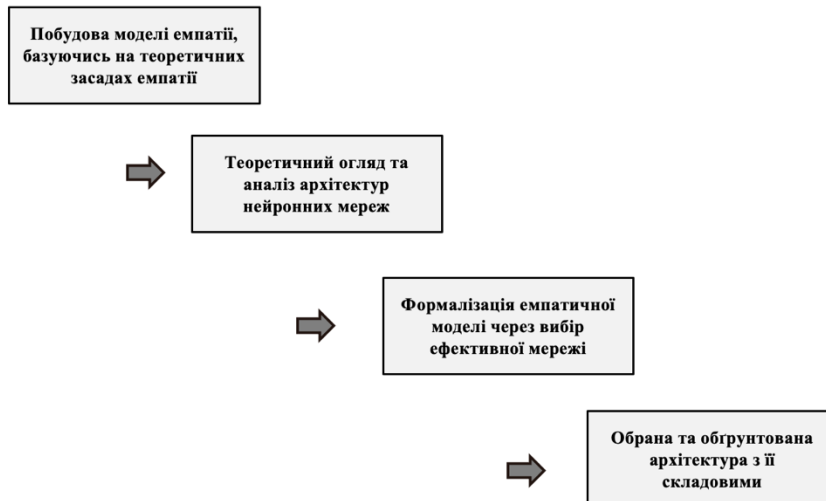 Побудова моделі емпатії,
базуючись на теоретичних
засадах емпатії
Теоретичний огляд та
аналіз архітектур
нейронних мереж
Формалізація емпатичної
моделі через вибір
ефективної мережі
Обрана та обґрунтована
архітектура з її
складовими